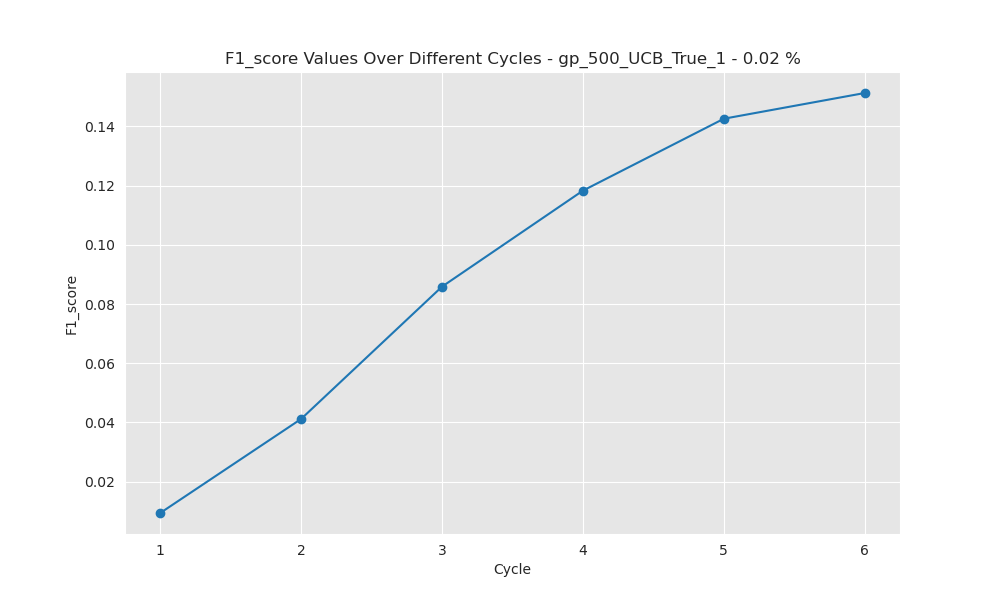 F1_score Values Over Different Cycles - gp_500_UCB_True_1 - 0.02 %
F1_score
0.14
0.12
0.10
0.08
0.06
0.04
0.02
1 2 3 4 5 6
Cycle